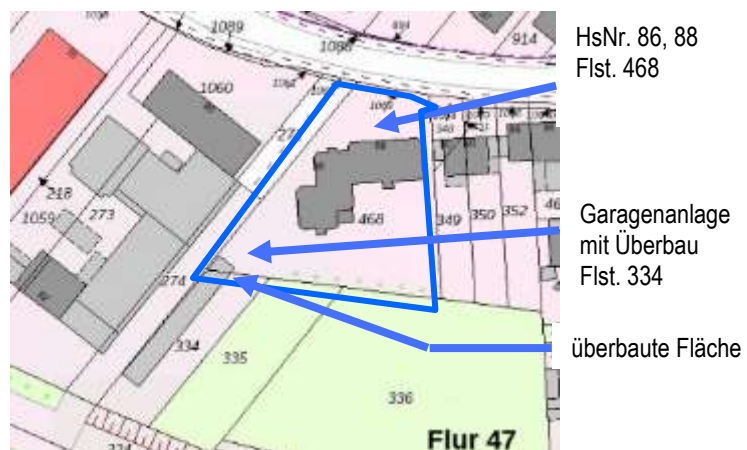 1089
1088
914
1060
HsNr. 86, 88
Flst. 468
349
350
352
468
218
1059
273
274
334
335
336
Garagenanlage
mit Überbau
Flst. 334
überbaute Fläche
Flur 47